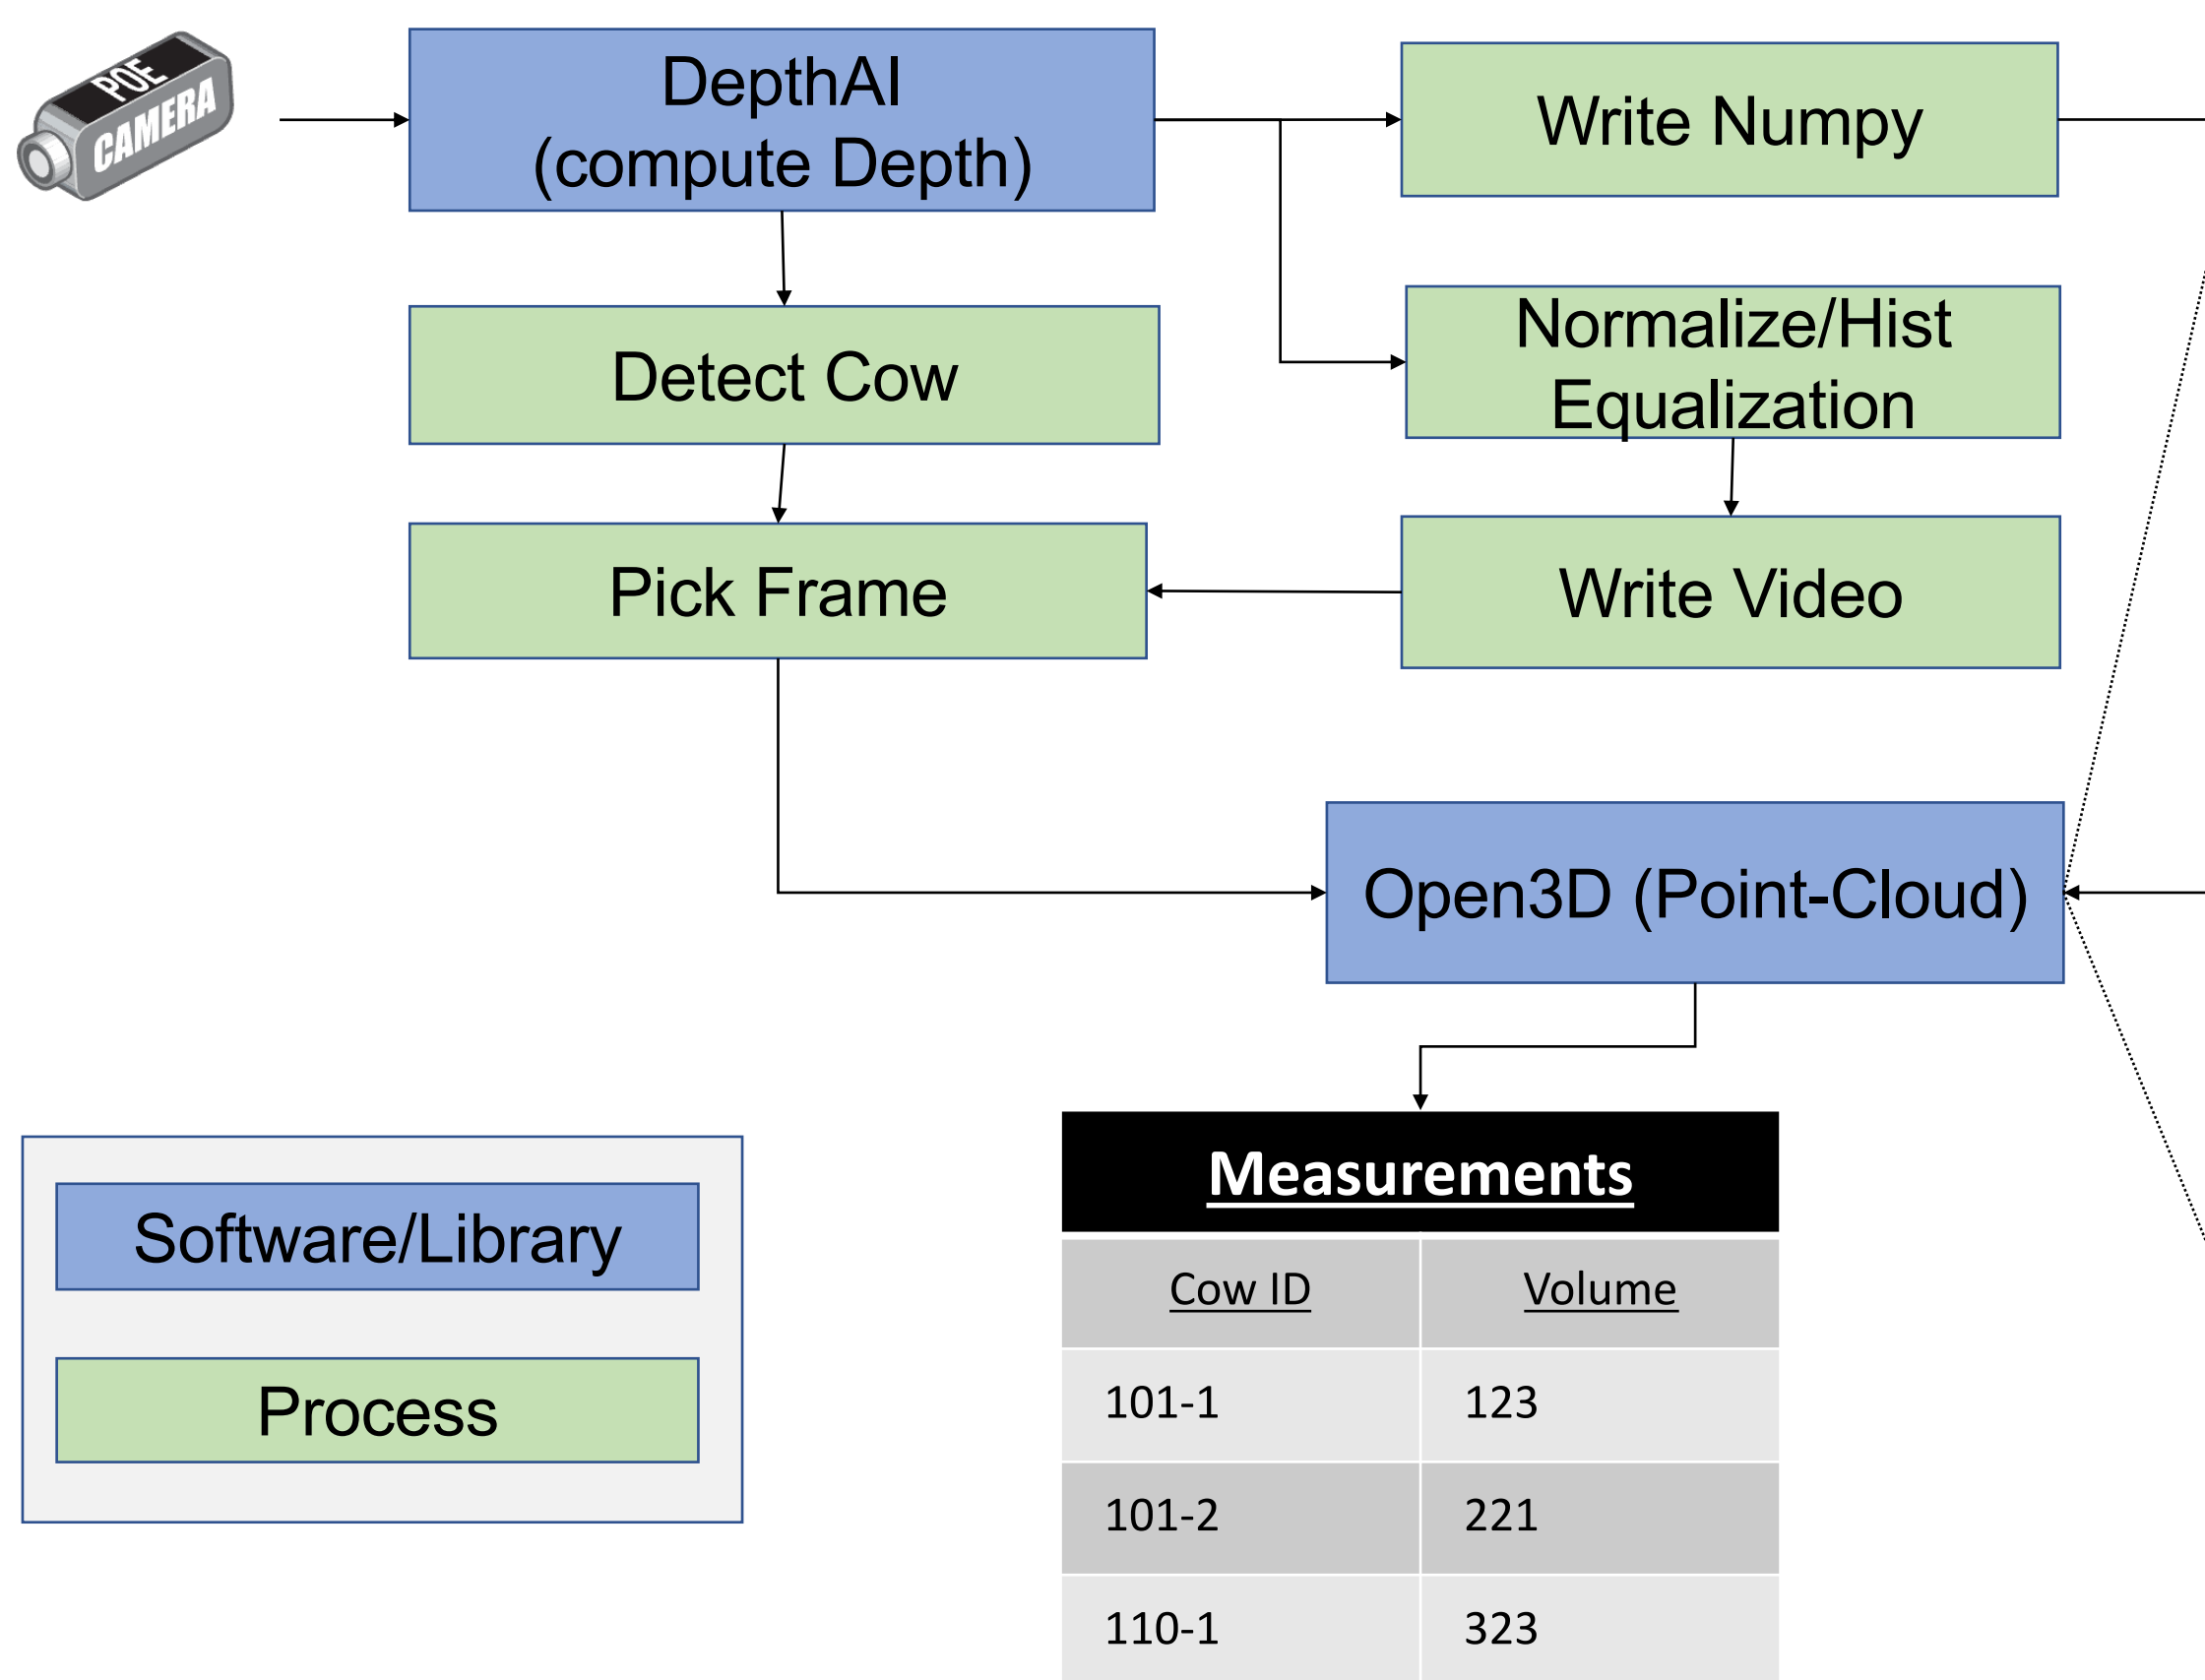 POE
CAMERA
DepthAI
(compute Depth)
Write Numpy
Detect Cow
Normalize/Hist
Equalization
Pick Frame
Write Video
Open3D (Point-Cloud)
Software/Library
Process
Measurements
Cow ID Volume
101-1 123
101-2 221
110-1 323